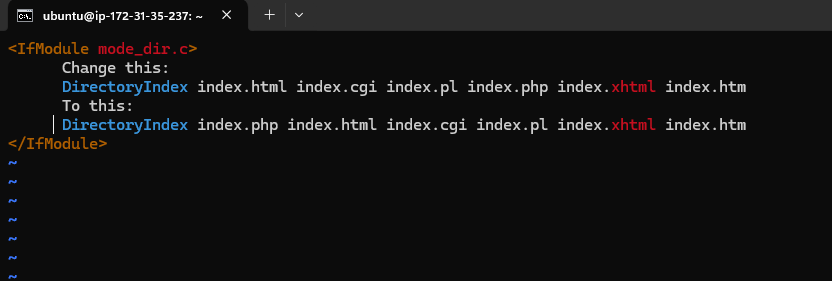 ubuntu@ip-172-31-35-237: ~
<IfModule mode_dir.c>
Change this:
DirectoryIndex index.html index.cgi index.pl index.php index.xhtml index.htm
To this:
DirectoryIndex index.php index.html index.cgi index.pl index.xhtml index.htm
</IfModule>
~
~
~
~
~
~
~